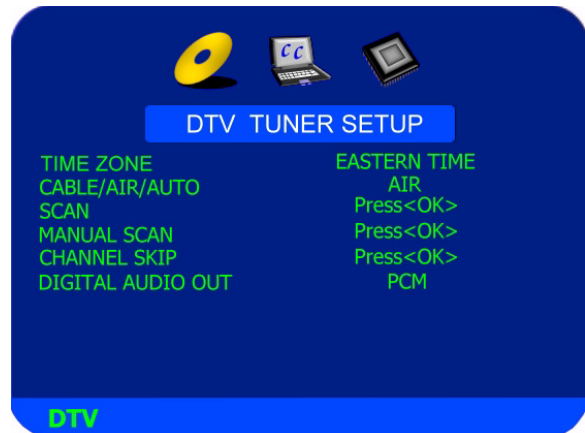 CC
DTV TUNER SETUP
TIME ZONE EASTERN TIME
CABLE/AIR/AUTO AIR
SCAN Press<OK>
MANUAL SCAN Press<OK>
CHANNEL SKIP Press<OK>
DIGITAL AUDIO OUT PCM
DTV